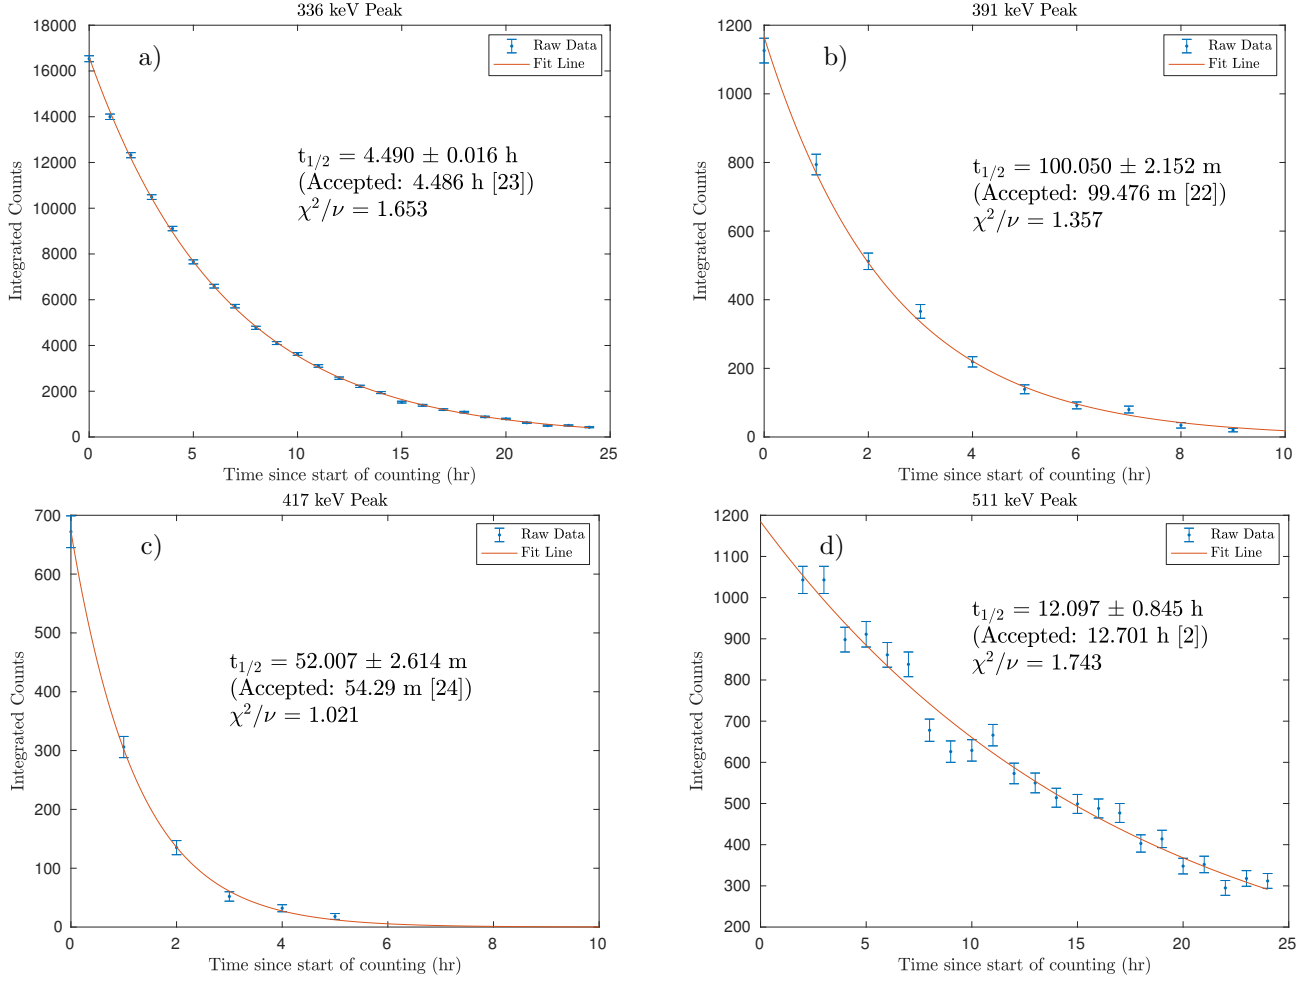 336 keV Peak
18000
16000
14000
12000
10000
8000
6000
4000
2000
0
0
5
10
15
20
25
Integrated Counts
Time since start of counting (hr)
a)
Raw Data
Fit Line
t1/2 = 4.490 ± 0.016 h
(Accepted: 4.486 h [23])
χ²/ν = 1.653
391 keV Peak
1200
1000
800
600
400
200
0
0
2
4
6
8
10
Integrated Counts
Time since start of counting (hr)
b)
Raw Data
Fit Line
t1/2 = 100.050 ± 2.152 m
(Accepted: 99.476 m [22])
χ²/ν = 1.357
417 keV Peak
700
600
500
400
300
200
100
0
0
2
4
6
8
10
Integrated Counts
Time since start of counting (hr)
c)
Raw Data
Fit Line
t1/2 = 52.007 ± 2.614 m
(Accepted: 54.29 m [24])
χ²/ν = 1.021
511 keV Peak
1200
1100
1000
900
800
700
600
500
400
300
200
0
5
10
15
20
25
Integrated Counts
Time since start of counting (hr)
d)
Raw Data
Fit Line
t1/2 = 12.097 ± 0.845 h
(Accepted: 12.701 h [2])
χ²/ν = 1.743